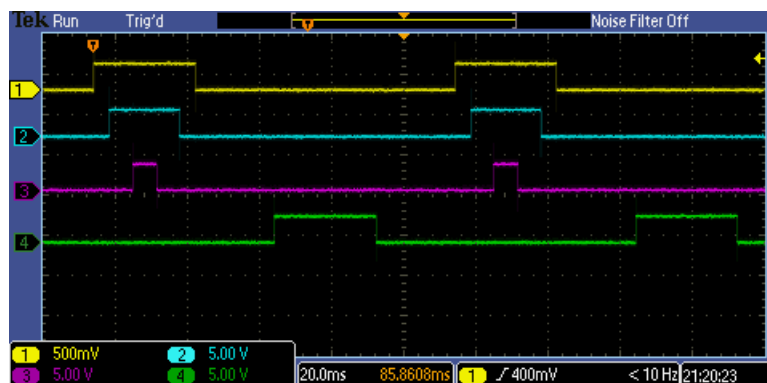 Tek Run Trig'd Noise Filter Off
T
T
1
2
3
4
1 500mV 2 5.00 V
3 5.00 V 4 5.00 V
20.0ms 85.8608ms 1 400mV < 10 Hz 21:20:23